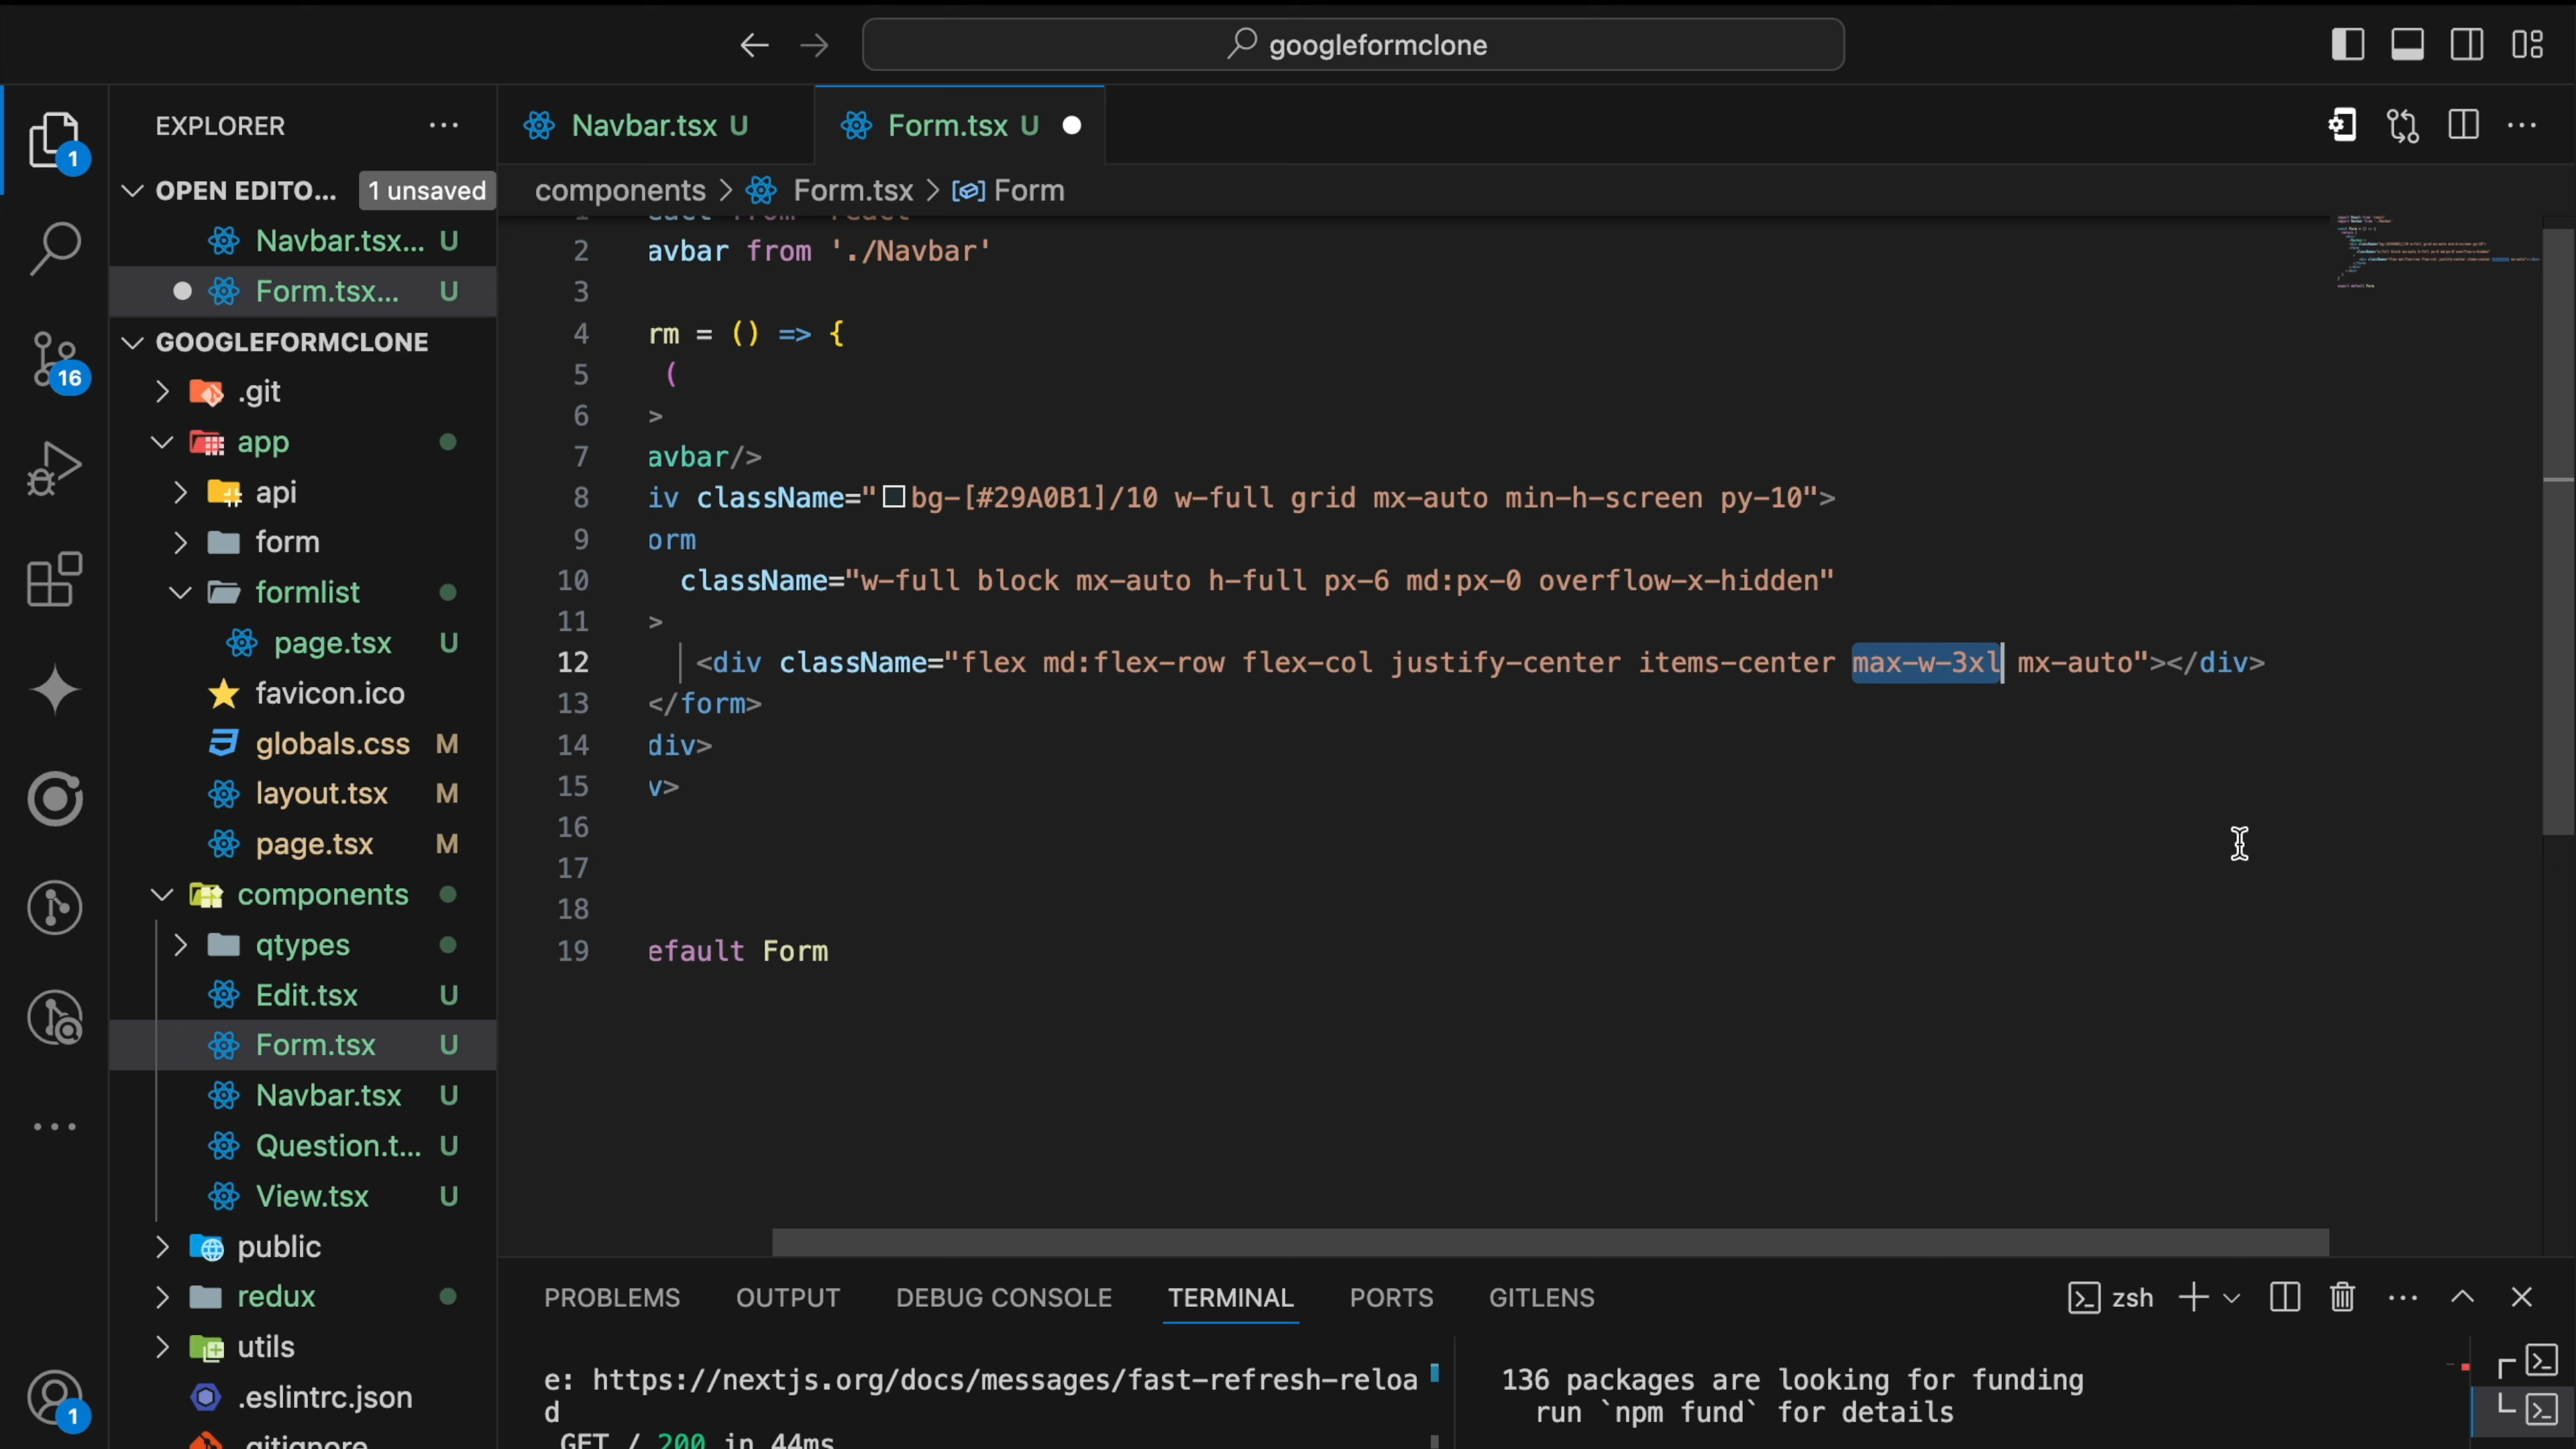 googleformclone
EXPLORER
Navbar.tsx U
Form.tsx U
OPEN EDITO... 1 unsaved
components > Form.tsx > Form
Navbar.tsx... U
Form.tsx... U
GOOGLEFORMCLONE
.git
app
api
form
formlist
page.tsx U
favicon.ico
globals.css M
layout.tsx M
page.tsx M
components
qtypes
Edit.tsx U
Form.tsx U
Navbar.tsx U
Question.t... U
View.tsx U
public
redux
utils
.eslintrc.json
.gitignore
1
16
1
2 avbar from './Navbar'
3
4 rm = () => {
5 (
6 >
7 avbar/>
8 iv className="bg-[#29A0B1]/10 w-full grid mx-auto min-h-screen py-10">
9 orm
10 className="w-full block mx-auto h-full px-6 md:px-0 overflow-x-hidden"
11 >
12 <div className="flex md:flex-row flex-col justify-center items-center max-w-3xl mx-auto"></div>
13 </form>
14 div>
15 v>
16
17
18
19 efault Form
PROBLEMS OUTPUT DEBUG CONSOLE TERMINAL PORTS GITLENS
zsh
e: https://nextjs.org/docs/messages/fast-refresh-reloa
d
GET / 200 in 44ms
136 packages are looking for funding
run `npm fund` for details